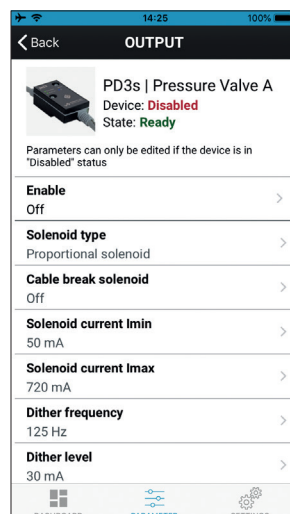 14:25
100%
Back
OUTPUT
PD3s | Pressure Valve A
Device: Disabled
State: Ready
Parameters can only be edited if the device is in
"Disabled" status
Enable
Off
Solenoid type
Proportional solenoid
Cable break solenoid
Off
Solenoid current Imin
50 mA
Solenoid current Imax
720 mA
Dither frequency
125 Hz
Dither level
30 mA